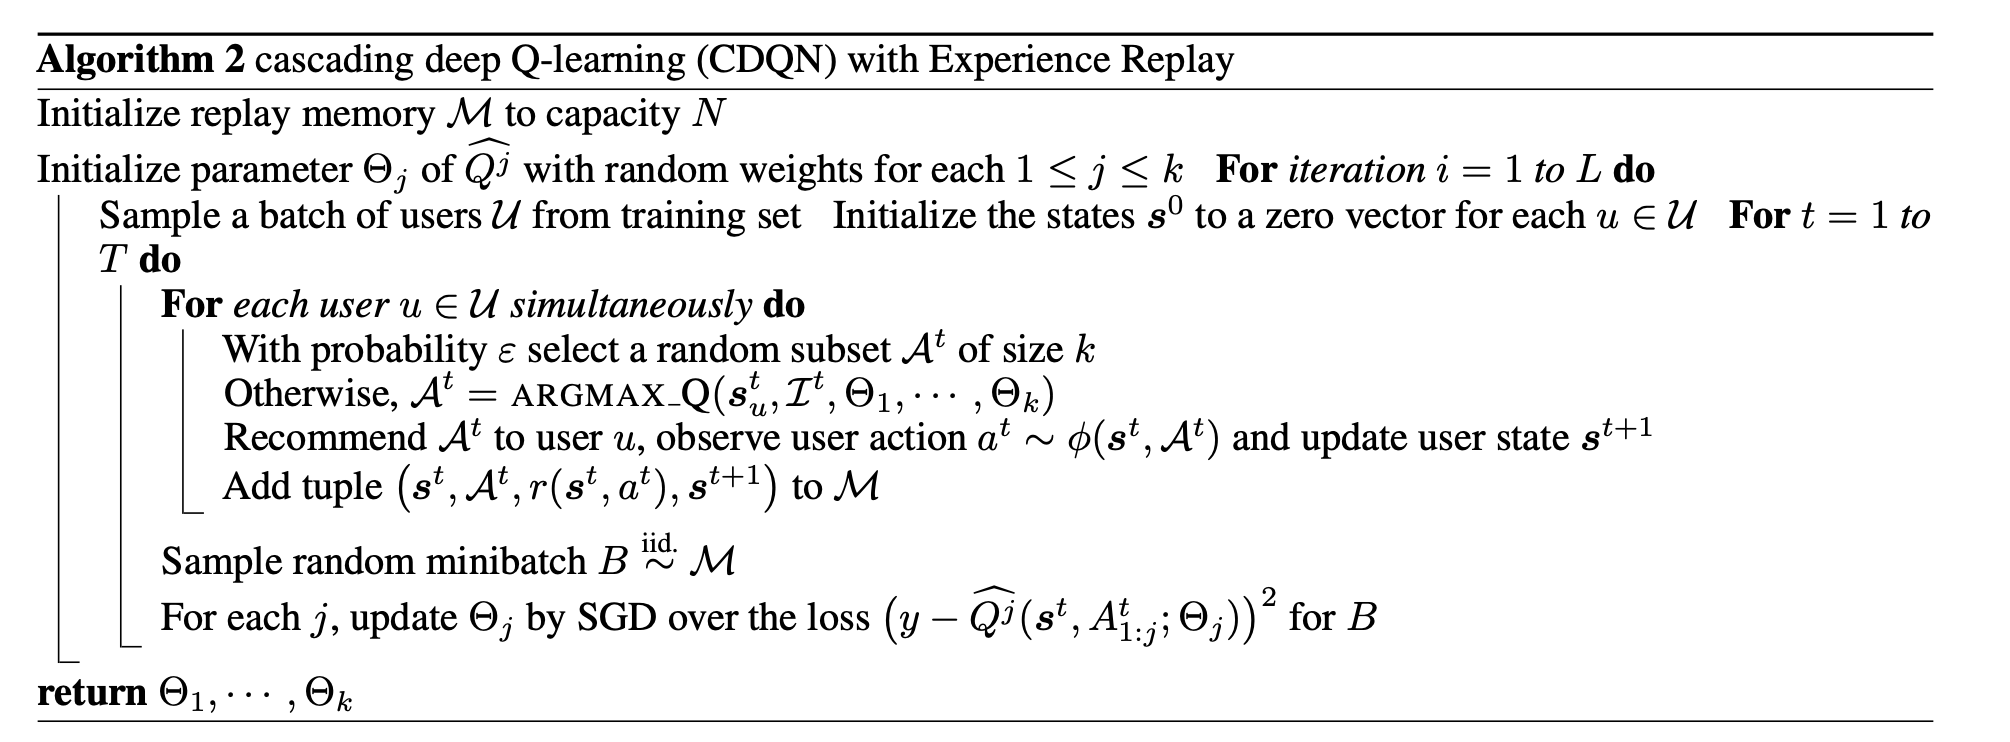 Algorithm 2 cascading deep Q-learning (CDQN) with Experience Replay
Initialize replay memory $\mathcal{M}$ to capacity $N$
Initialize parameter $\Theta_j$ of $\widehat{Q^j}$ with random weights for each $1 \leq j \leq k$ For iteration $i = 1$ to $L$ do
Sample a batch of users $\mathcal{U}$ from training set Initialize the states $\boldsymbol{s}^0$ to a zero vector for each $u \in \mathcal{U}$ For $t = 1$ to
$T$ do
For each user $u \in \mathcal{U}$ simultaneously do
With probability $\varepsilon$ select a random subset $\mathcal{A}^t$ of size $k$
Otherwise, $\mathcal{A}^t = \text{ARGMAX\_Q}(\boldsymbol{s}_u^t, \mathcal{I}^t, \Theta_1, \cdots, \Theta_k)$
Recommend $\mathcal{A}^t$ to user $u$, observe user action $a^t \sim \phi(\boldsymbol{s}^t, \mathcal{A}^t)$ and update user state $\boldsymbol{s}^{t+1}$
Add tuple $(\boldsymbol{s}^t, \mathcal{A}^t, r(\boldsymbol{s}^t, a^t), \boldsymbol{s}^{t+1})$ to $\mathcal{M}$
Sample random minibatch $B \overset{\text{iid.}}{\sim} \mathcal{M}$
For each $j$, update $\Theta_j$ by SGD over the loss $(y - \widehat{Q^j}(\boldsymbol{s}^t, A_{1:j}^t; \Theta_j))^2$ for $B$
return $\Theta_1, \cdots, \Theta_k$